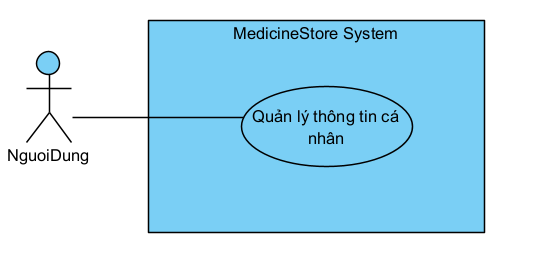 MedicineStore System
Quản lý thông tin cá
nhân
NguoiDung